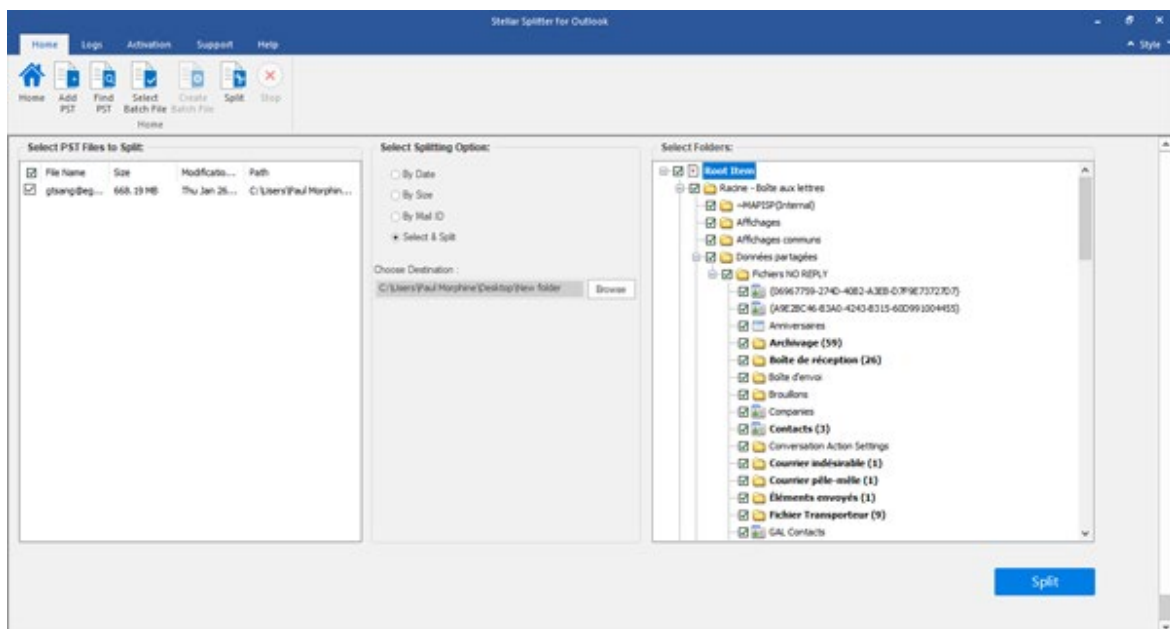 Stellar Splitter for Outlook
Home Logs Activation Support Help
Style
Home Add PST Find PST Select Batch File Create Batch File Split Stop
Home
Select PST Files to Split:
File Name Size Modificatio... Path
gtsang@eg... 668.19 MB Thu Jan 26... C:\Users\Paul Morphin...
Select Splitting Option:
By Date
By Size
By Mail ID
Select & Split
Choose Destination :
C:\Users\Paul Morphine\Desktop\New folder Browse
Select Folders:
Root Item
Racine - Boîte aux lettres
~MAPISP(Internal)
Affichages
Affichages communs
Données partagées
Fichiers NO REPLY
Anniversaires
Archivage (59)
Boîte de réception (26)
Boîte d'envoi
Brouillons
Companies
Contacts (3)
Conversation Action Settings
Courrier indésirable (1)
Courrier pêle-mêle (1)
Éléments envoyés (1)
Fichier Transporteur (9)
GAL Contacts
Split